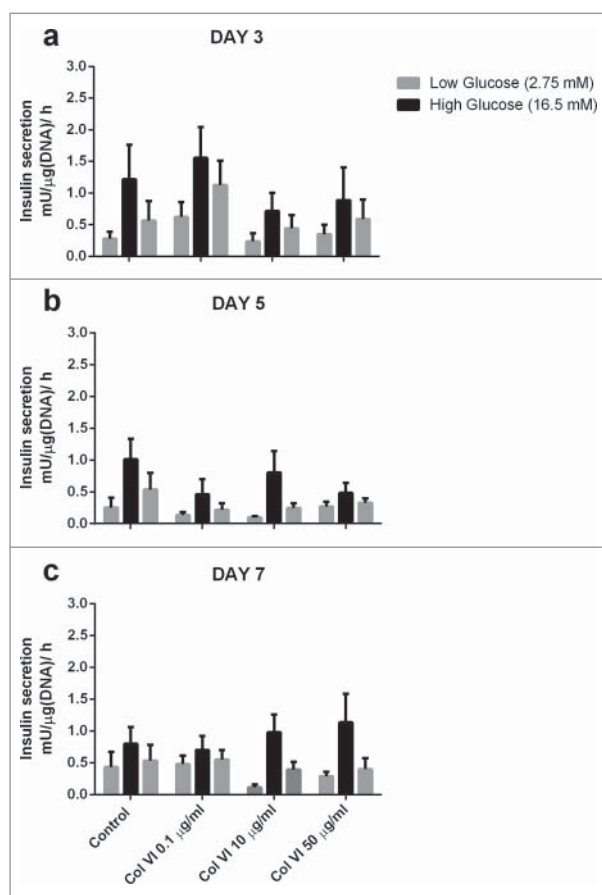 a
DAY 3
Insulin secretion
mU/µg(DNA)/ h
3.0
2.5
2.0
1.5
1.0
0.5
0.0
Low Glucose (2.75 mM)
High Glucose (16.5 mM)
b
DAY 5
Insulin secretion
mU/µg(DNA)/ h
3.0
2.5
2.0
1.5
1.0
0.5
0.0
c
DAY 7
Insulin secretion
mU/µg(DNA)/ h
3.0
2.5
2.0
1.5
1.0
0.5
0.0
Control
Col VI 0.1 µg/ml
Col VI 10 µg/ml
Col VI 50 µg/ml